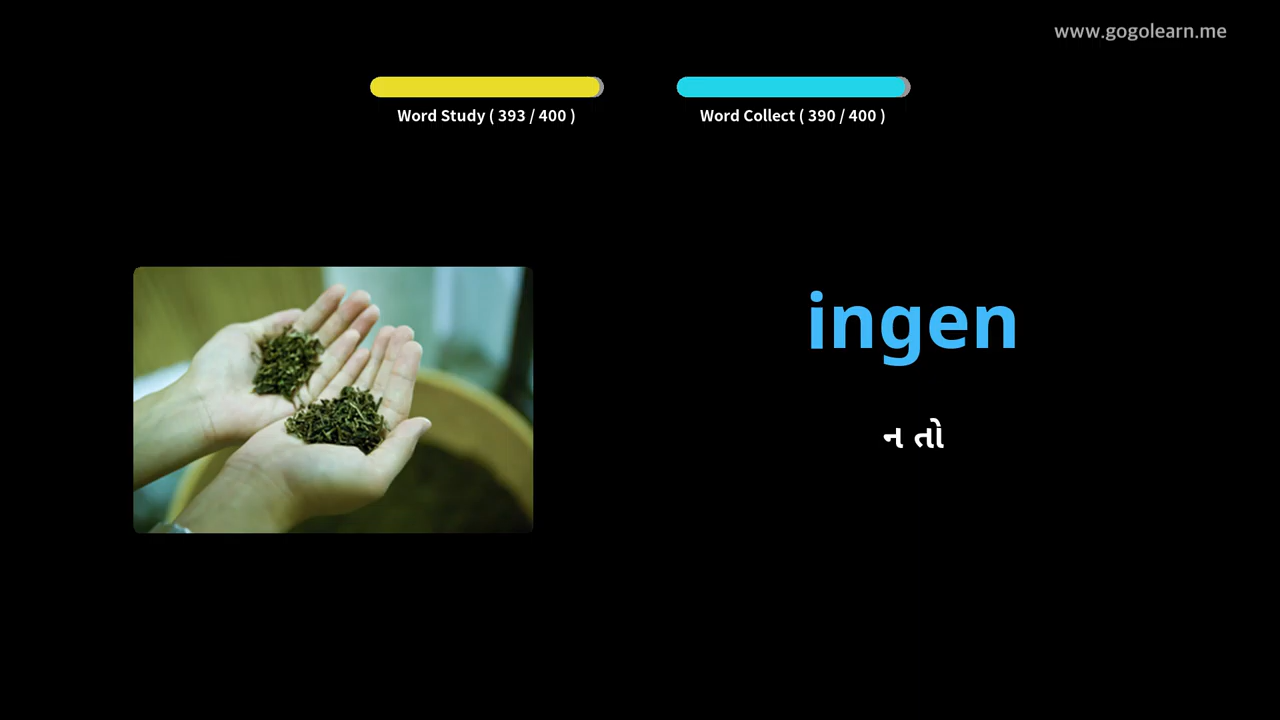 www.gogolearn.me
Word Study ( 393 / 400 )
Word Collect ( 390 / 400 )
ingen
ન તો